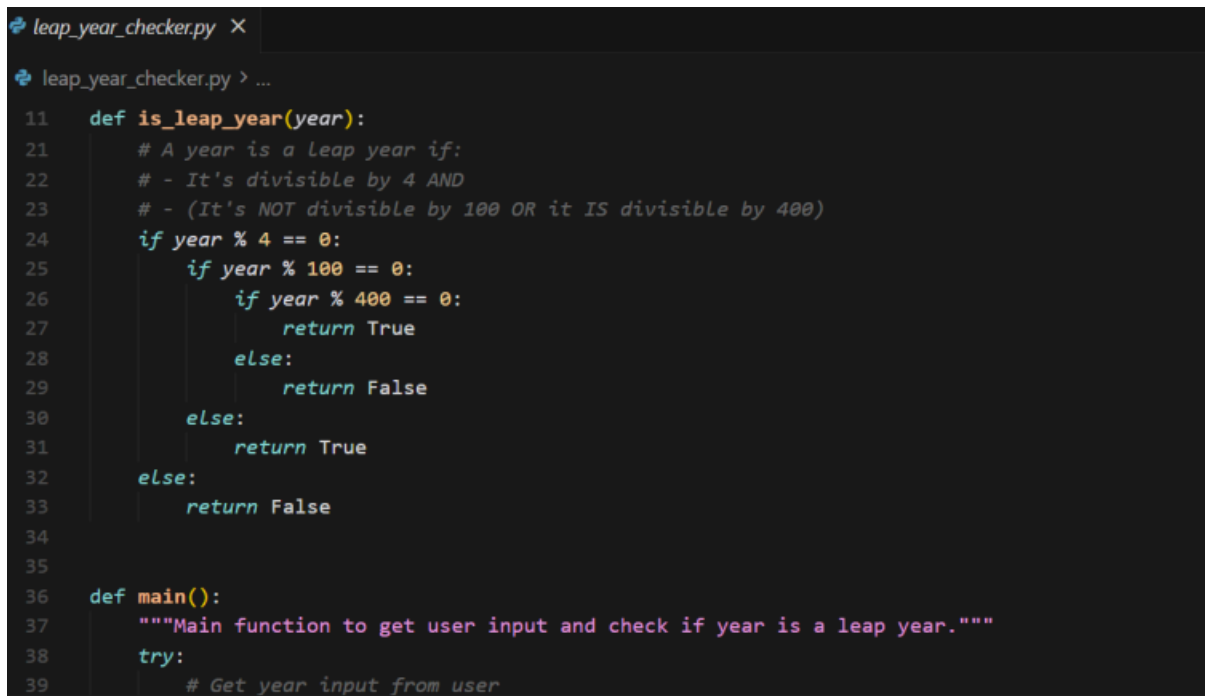 leap_year_checker.py ×
leap_year_checker.py > ...
11 def is_leap_year(year):
21     # A year is a leap year if:
22     # - It's divisible by 4 AND
23     # - (It's NOT divisible by 100 OR it IS divisible by 400)
24     if year % 4 == 0:
25         if year % 100 == 0:
26             if year % 400 == 0:
27                 return True
28             else:
29                 return False
30         else:
31             return True
32     else:
33         return False
34
35
36 def main():
37     """Main function to get user input and check if year is a leap year."""
38     try:
39         # Get year input from user